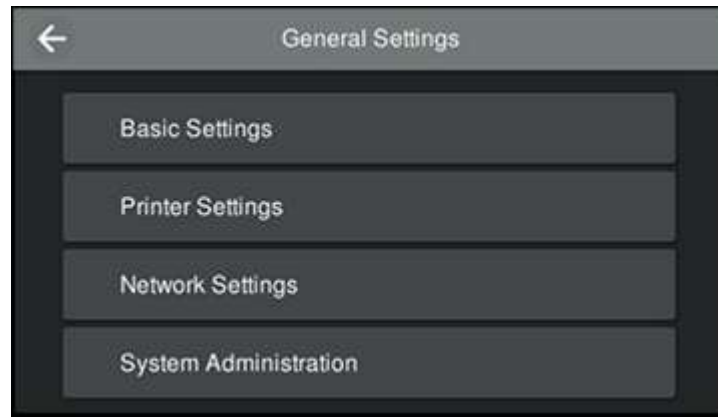 General Settings
Basic Settings
Printer Settings
Network Settings
System Administration